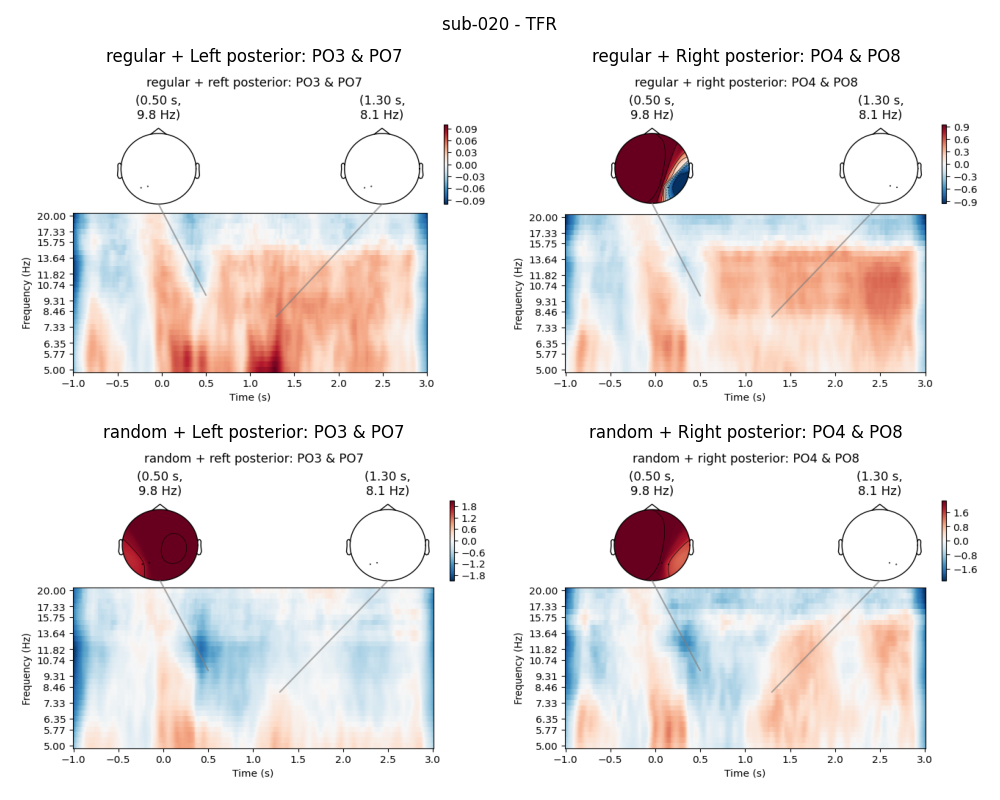 sub-020 - TFR
regular + Left posterior: PO3 & PO7
regular + reft posterior: PO3 & PO7
(0.50 s,
9.8 Hz)
(1.30 s,
8.1 Hz)
0.09
0.06
0.03
0.00
−0.03
−0.06
−0.09
20.00
17.33
15.75
13.64
11.82
10.74
9.31
8.46
7.33
6.35
5.77
5.00
Frequency (Hz)
−1.0 −0.5 0.0 0.5 1.0 1.5 2.0 2.5 3.0
Time (s)
regular + Right posterior: PO4 & PO8
regular + right posterior: PO4 & PO8
(0.50 s,
9.8 Hz)
(1.30 s,
8.1 Hz)
0.9
0.6
0.3
0.0
−0.3
−0.6
−0.9
20.00
17.33
15.75
13.64
11.82
10.74
9.31
8.46
7.33
6.35
5.77
5.00
Frequency (Hz)
−1.0 −0.5 0.0 0.5 1.0 1.5 2.0 2.5 3.0
Time (s)
random + Left posterior: PO3 & PO7
random + reft posterior: PO3 & PO7
(0.50 s,
9.8 Hz)
(1.30 s,
8.1 Hz)
1.8
1.2
0.6
0.0
−0.6
−1.2
−1.8
20.00
17.33
15.75
13.64
11.82
10.74
9.31
8.46
7.33
6.35
5.77
5.00
Frequency (Hz)
−1.0 −0.5 0.0 0.5 1.0 1.5 2.0 2.5 3.0
Time (s)
random + Right posterior: PO4 & PO8
random + right posterior: PO4 & PO8
(0.50 s,
9.8 Hz)
(1.30 s,
8.1 Hz)
1.6
0.8
0.0
−0.8
−1.6
20.00
17.33
15.75
13.64
11.82
10.74
9.31
8.46
7.33
6.35
5.77
5.00
Frequency (Hz)
−1.0 −0.5 0.0 0.5 1.0 1.5 2.0 2.5 3.0
Time (s)